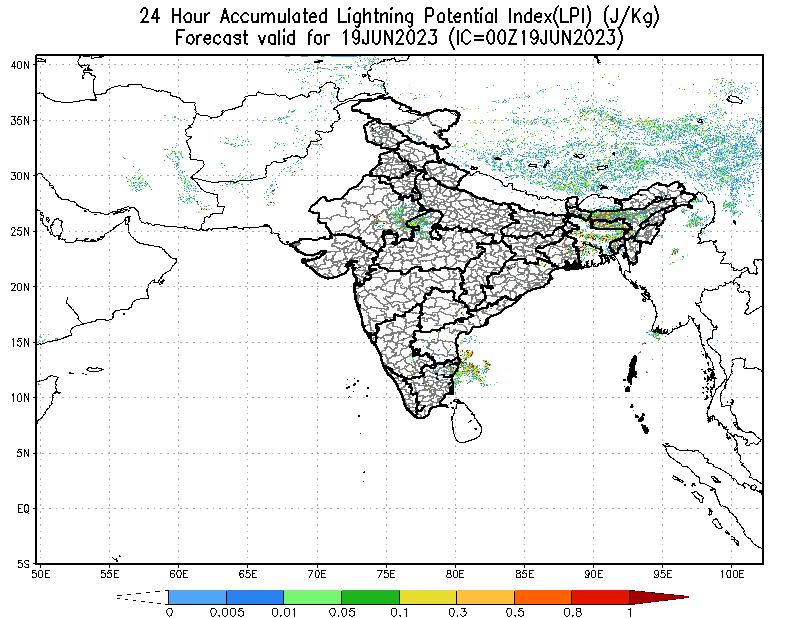 24 Hour Accumulated Lightning Potential Index(LPI) (J/Kg)
Forecast valid for 19JUN2023 (IC=00Z19JUN2023)
40N
35N
30N
25N
20N
15N
10N
5N
EQ
5S
50E 55E 60E 65E 70E 75E 80E 85E 90E 95E 100E
0 0.005 0.01 0.05 0.1 0.3 0.5 0.8 1